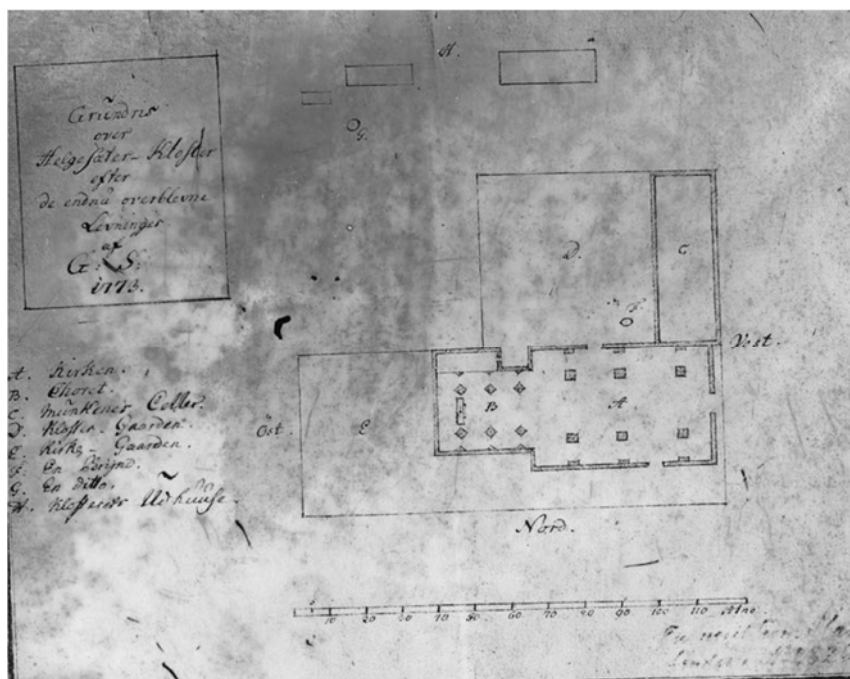 Grundris
over
Helgesæter-Kloster
efter
de endnu overblevne
Levninger
af
G: S:
1773.
A. Kirken.
B. Choret.
C. Munkenes Celler.
D. Kloster-Gaarden.
E. Kirke-Gaarden.
F. En Brønd.
G. En ditto.
H. Klosterets Udhuuse.
H.
G.
D.
C
F
Vest.
Öst.
E
B
A
Nord.
10 20 30 40 50 60 70 80 90 100 110 Alne